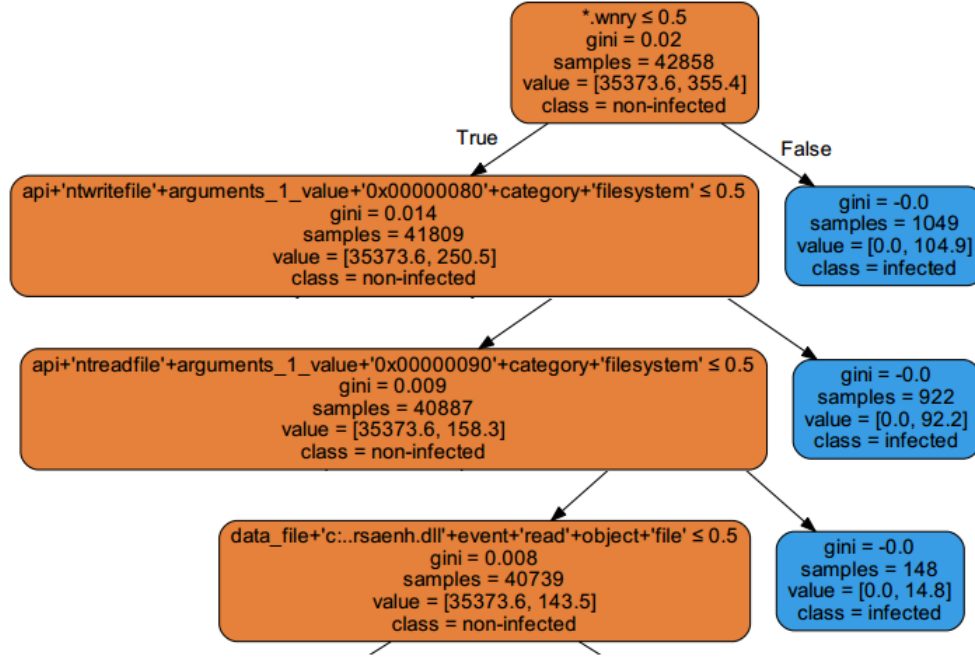 *.wnry ≤ 0.5
gini = 0.02
samples = 42858
value = [35373.6, 355.4]
class = non-infected
True
False
api+'ntwritefile'+arguments_1_value+'0x00000080'+category+'filesystem' ≤ 0.5
gini = 0.014
samples = 41809
value = [35373.6, 250.5]
class = non-infected
gini = -0.0
samples = 1049
value = [0.0, 104.9]
class = infected
api+'ntreadfile'+arguments_1_value+'0x00000090'+category+'filesystem' ≤ 0.5
gini = 0.009
samples = 40887
value = [35373.6, 158.3]
class = non-infected
gini = -0.0
samples = 922
value = [0.0, 92.2]
class = infected
data_file+'c:..rsaenh.dll'+event+'read'+object+'file' ≤ 0.5
gini = 0.008
samples = 40739
value = [35373.6, 143.5]
class = non-infected
gini = -0.0
samples = 148
value = [0.0, 14.8]
class = infected